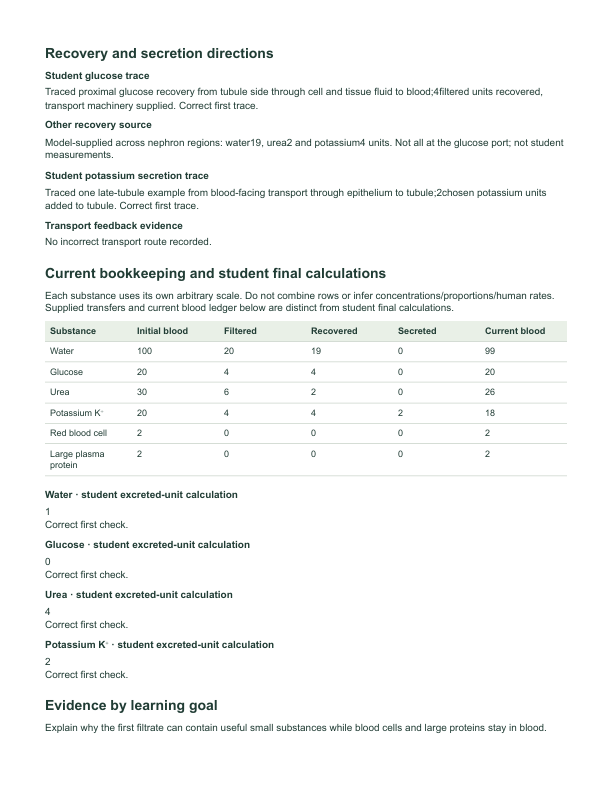 Recovery and secretion directions
Student glucose trace
Traced proximal glucose recovery from tubule side through cell and tissue fluid to blood;4filtered units recovered,
transport machinery supplied. Correct first trace.
Other recovery source
Model-supplied across nephron regions: water19, urea2 and potassium4 units. Not all at the glucose port; not student
measurements.
Student potassium secretion trace
Traced one late-tubule example from blood-facing transport through epithelium to tubule;2chosen potassium units
added to tubule. Correct first trace.
Transport feedback evidence
No incorrect transport route recorded.
Current bookkeeping and student final calculations
Each substance uses its own arbitrary scale. Do not combine rows or infer concentrations/proportions/human rates.
Supplied transfers and current blood ledger below are distinct from student final calculations.
Substance Initial blood Filtered Recovered Secreted Current blood
Water 100 20 19 0 99
Glucose 20 4 4 0 20
Urea 30 6 2 0 26
Potassium K⁺ 20 4 4 2 18
Red blood cell 2 0 0 0 2
Large plasma
protein 2 0 0 0 2
Water · student excreted-unit calculation
1
Correct first check.
Glucose · student excreted-unit calculation
0
Correct first check.
Urea · student excreted-unit calculation
4
Correct first check.
Potassium K⁺ · student excreted-unit calculation
2
Correct first check.
Evidence by learning goal
Explain why the first filtrate can contain useful small substances while blood cells and large proteins stay in blood.